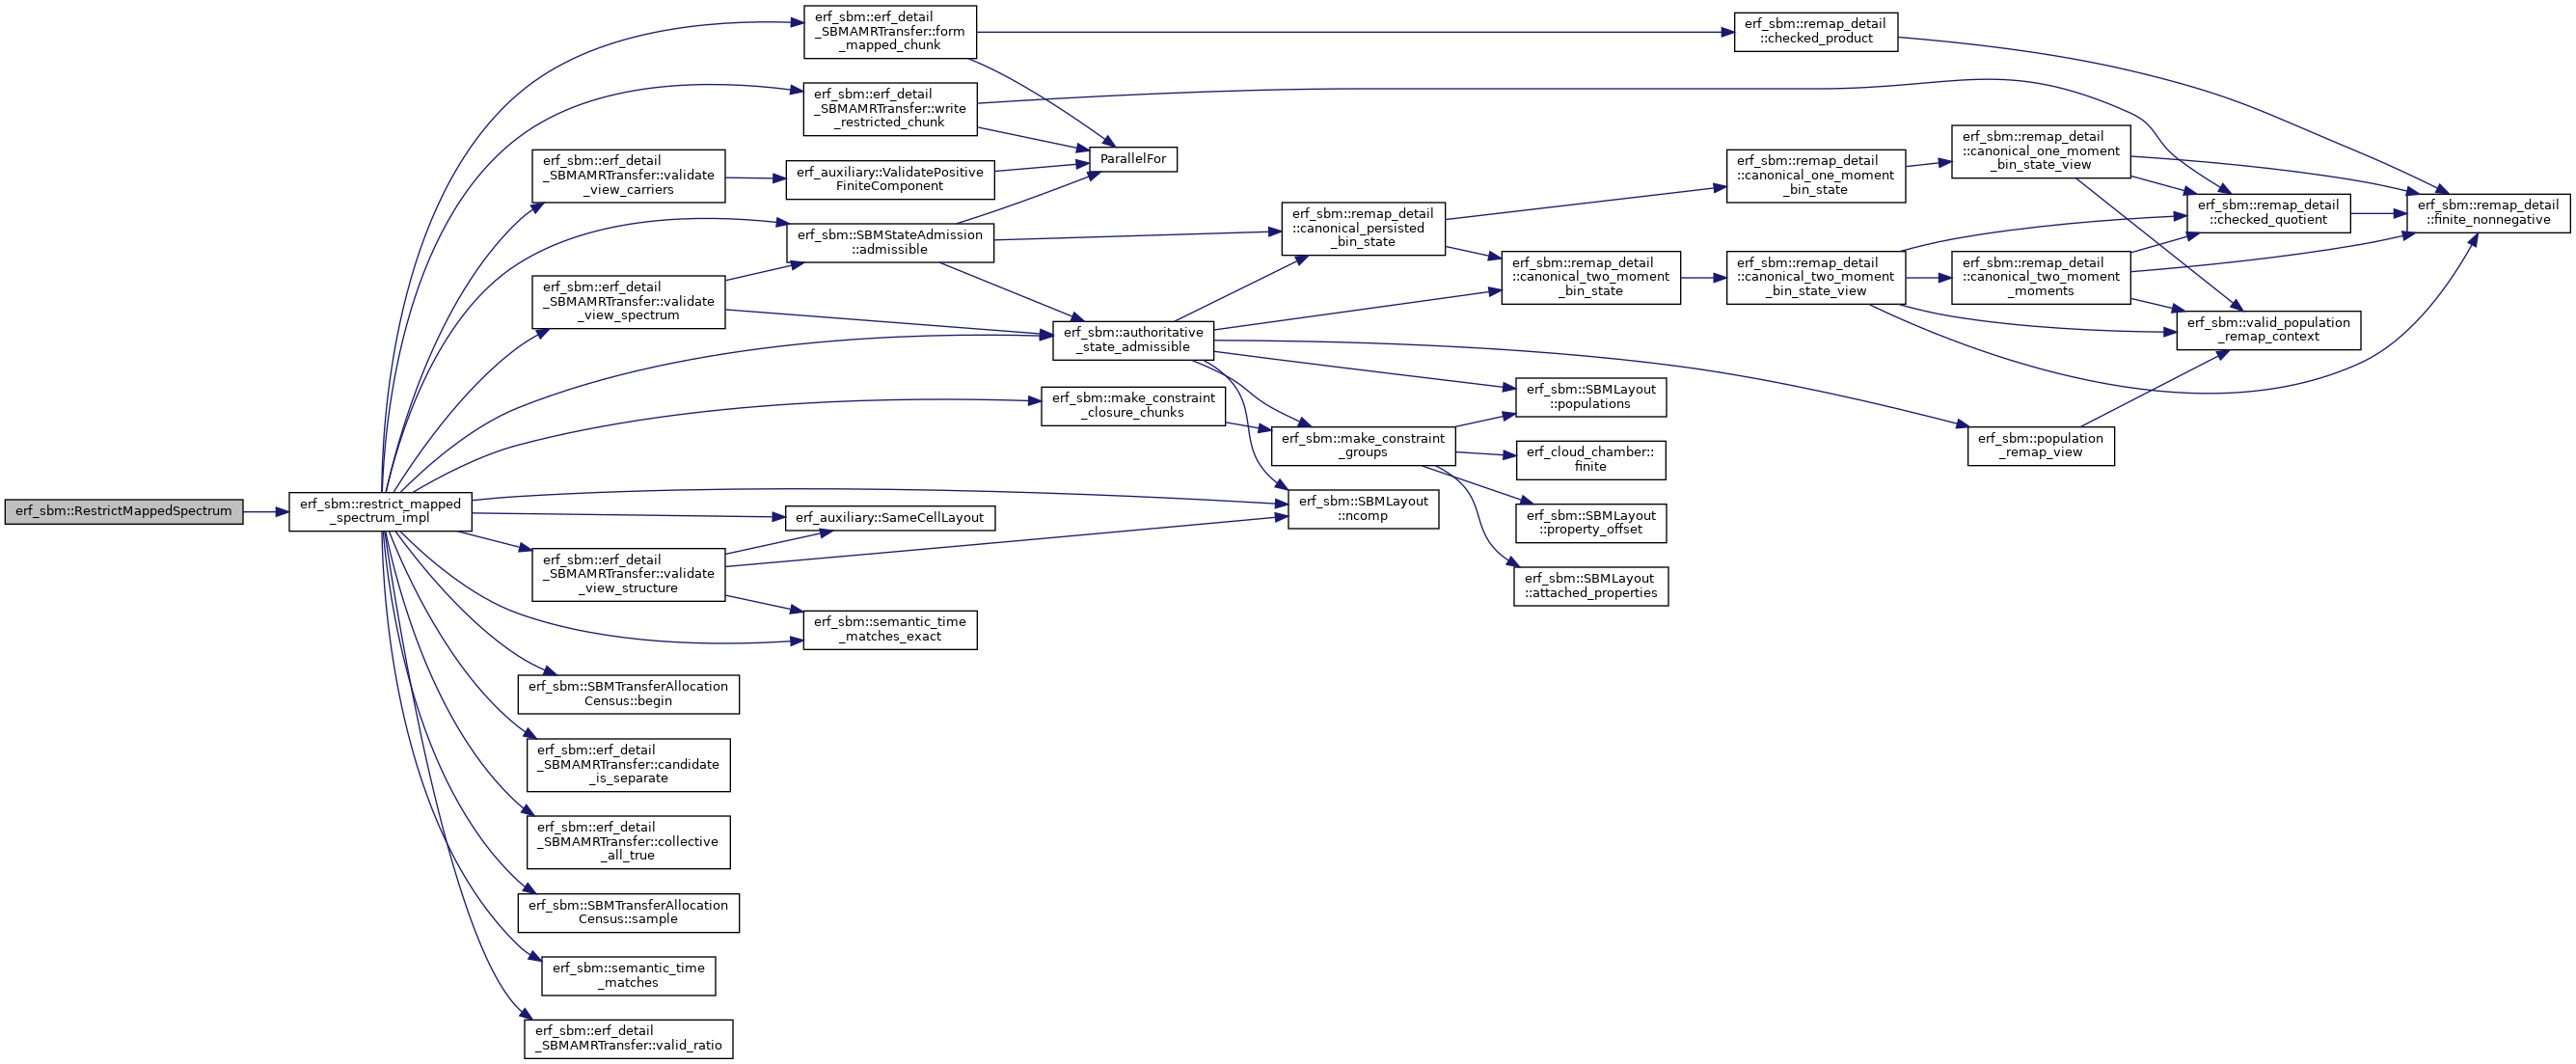 erf_sbm::erf_detail
_SBMAMRTransfer::form
_mapped_chunk
erf_sbm::remap_detail
::checked_product
erf_sbm::erf_detail
_SBMAMRTransfer::write
_restricted_chunk
ParallelFor
erf_sbm::erf_detail
_SBMAMRTransfer::validate
_view_carriers
erf_auxiliary::ValidatePositive
FiniteComponent
erf_sbm::remap_detail
::canonical_one_moment
_bin_state
erf_sbm::remap_detail
::canonical_one_moment
_bin_state_view
erf_sbm::remap_detail
::checked_quotient
erf_sbm::remap_detail
::finite_nonnegative
erf_sbm::SBMStateAdmission
::admissible
erf_sbm::remap_detail
::canonical_persisted
_bin_state
erf_sbm::remap_detail
::canonical_two_moment
_bin_state
erf_sbm::remap_detail
::canonical_two_moment
_bin_state_view
erf_sbm::remap_detail
::canonical_two_moment
_moments
erf_sbm::erf_detail
_SBMAMRTransfer::validate
_view_spectrum
erf_sbm::authoritative
_state_admissible
erf_sbm::valid_population
_remap_context
erf_sbm::make_constraint
_closure_chunks
erf_sbm::SBMLayout
::populations
erf_sbm::make_constraint
_groups
erf_cloud_chamber::
finite
erf_sbm::population
_remap_view
erf_sbm::RestrictMappedSpectrum
erf_sbm::restrict_mapped
_spectrum_impl
erf_auxiliary::SameCellLayout
erf_sbm::SBMLayout
::ncomp
erf_sbm::SBMLayout
::property_offset
erf_sbm::erf_detail
_SBMAMRTransfer::validate
_view_structure
erf_sbm::SBMLayout
::attached_properties
erf_sbm::semantic_time
_matches_exact
erf_sbm::SBMTransferAllocation
Census::begin
erf_sbm::erf_detail
_SBMAMRTransfer::candidate
_is_separate
erf_sbm::erf_detail
_SBMAMRTransfer::collective
_all_true
erf_sbm::SBMTransferAllocation
Census::sample
erf_sbm::semantic_time
_matches
erf_sbm::erf_detail
_SBMAMRTransfer::valid_ratio